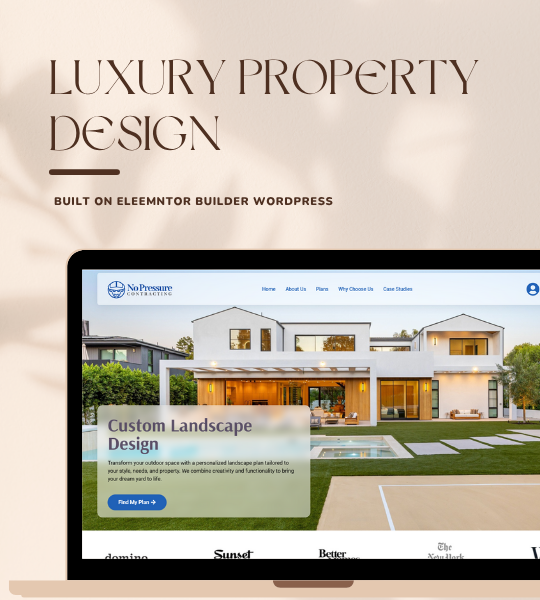 LUXURY PROPERTY
DESIGN
BUILT ON ELEEMNTOR BUILDER WORDPRESS
No Pressure
CONTRACTING
Home About Us Plans Why Choose Us Case Studies
Custom Landscape
Design
Transform your outdoor space with a personalized landscape plan tailored to
your style, needs, and property. We combine creativity and functionality to bring
your dream yard to life.
Find My Plan →
domino Sunset Better The
Homes New York